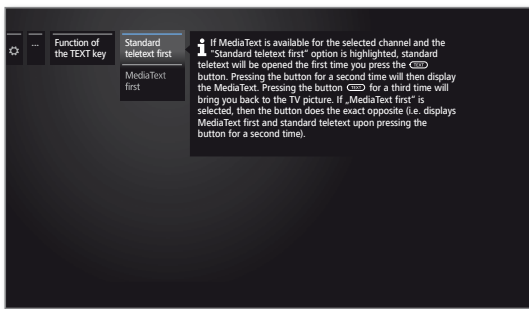 ...
Function of
the TEXT key
Standard
teletext first
MediaText
first
i If MediaText is available for the selected channel and the
"Standard teletext first" option is highlighted, standard
teletext will be opened the first time you press the TEXT
button. Pressing the button for a second time will then display
the MediaText. Pressing the button TEXT for a third time will
bring you back to the TV picture. If „MediaText first" is
selected, then the button does the exact opposite (i.e. displays
MediaText first and standard teletext upon pressing the
button for a second time).